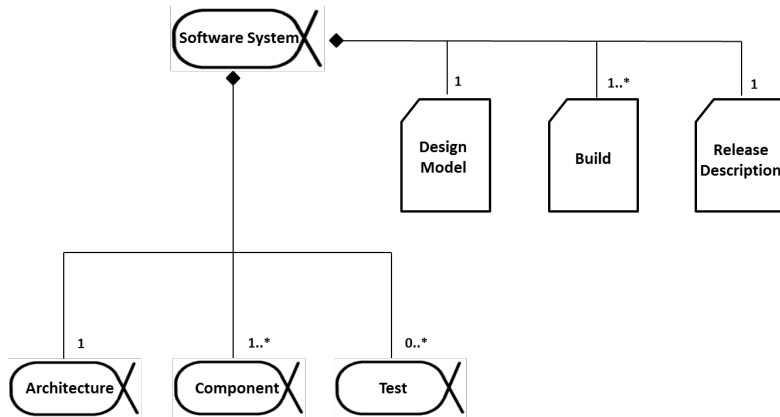 Software System
1
1..*
1
Design
Model
Build
Release
Description
1
1..*
0..*
Architecture
Component
Test